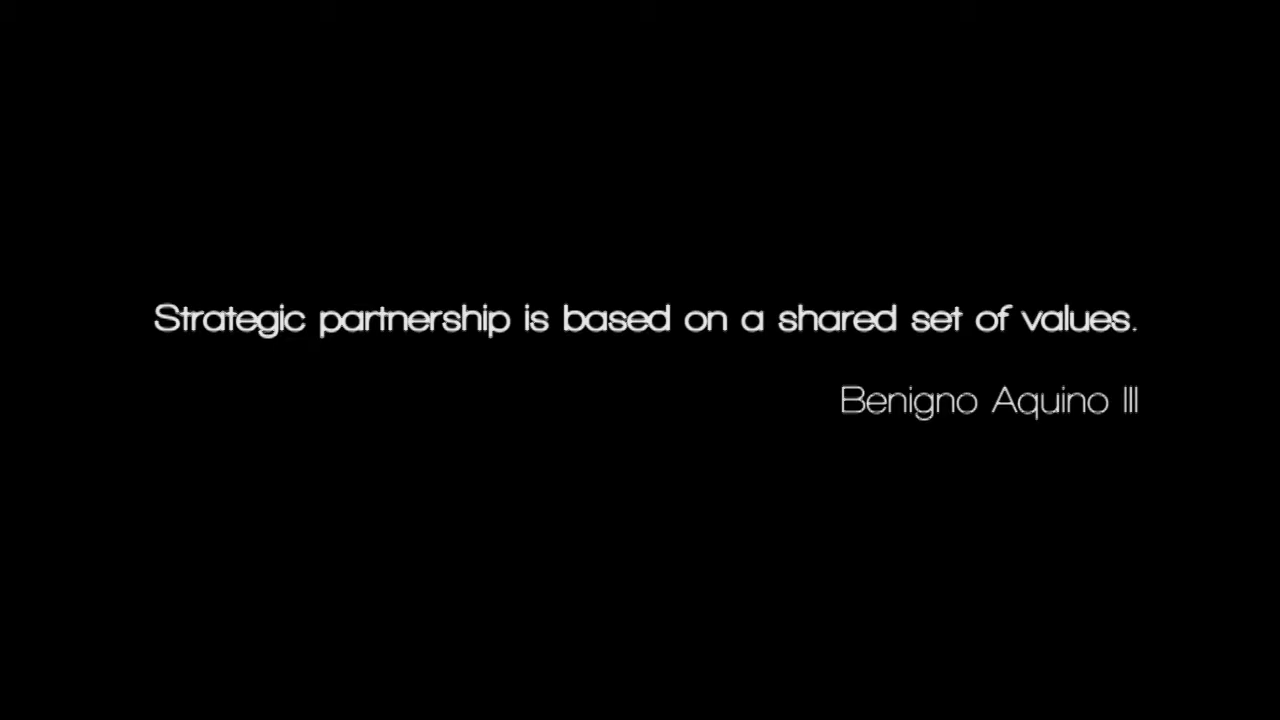 Strategic partnership is based on a shared set of values.
Benigno Aquino III